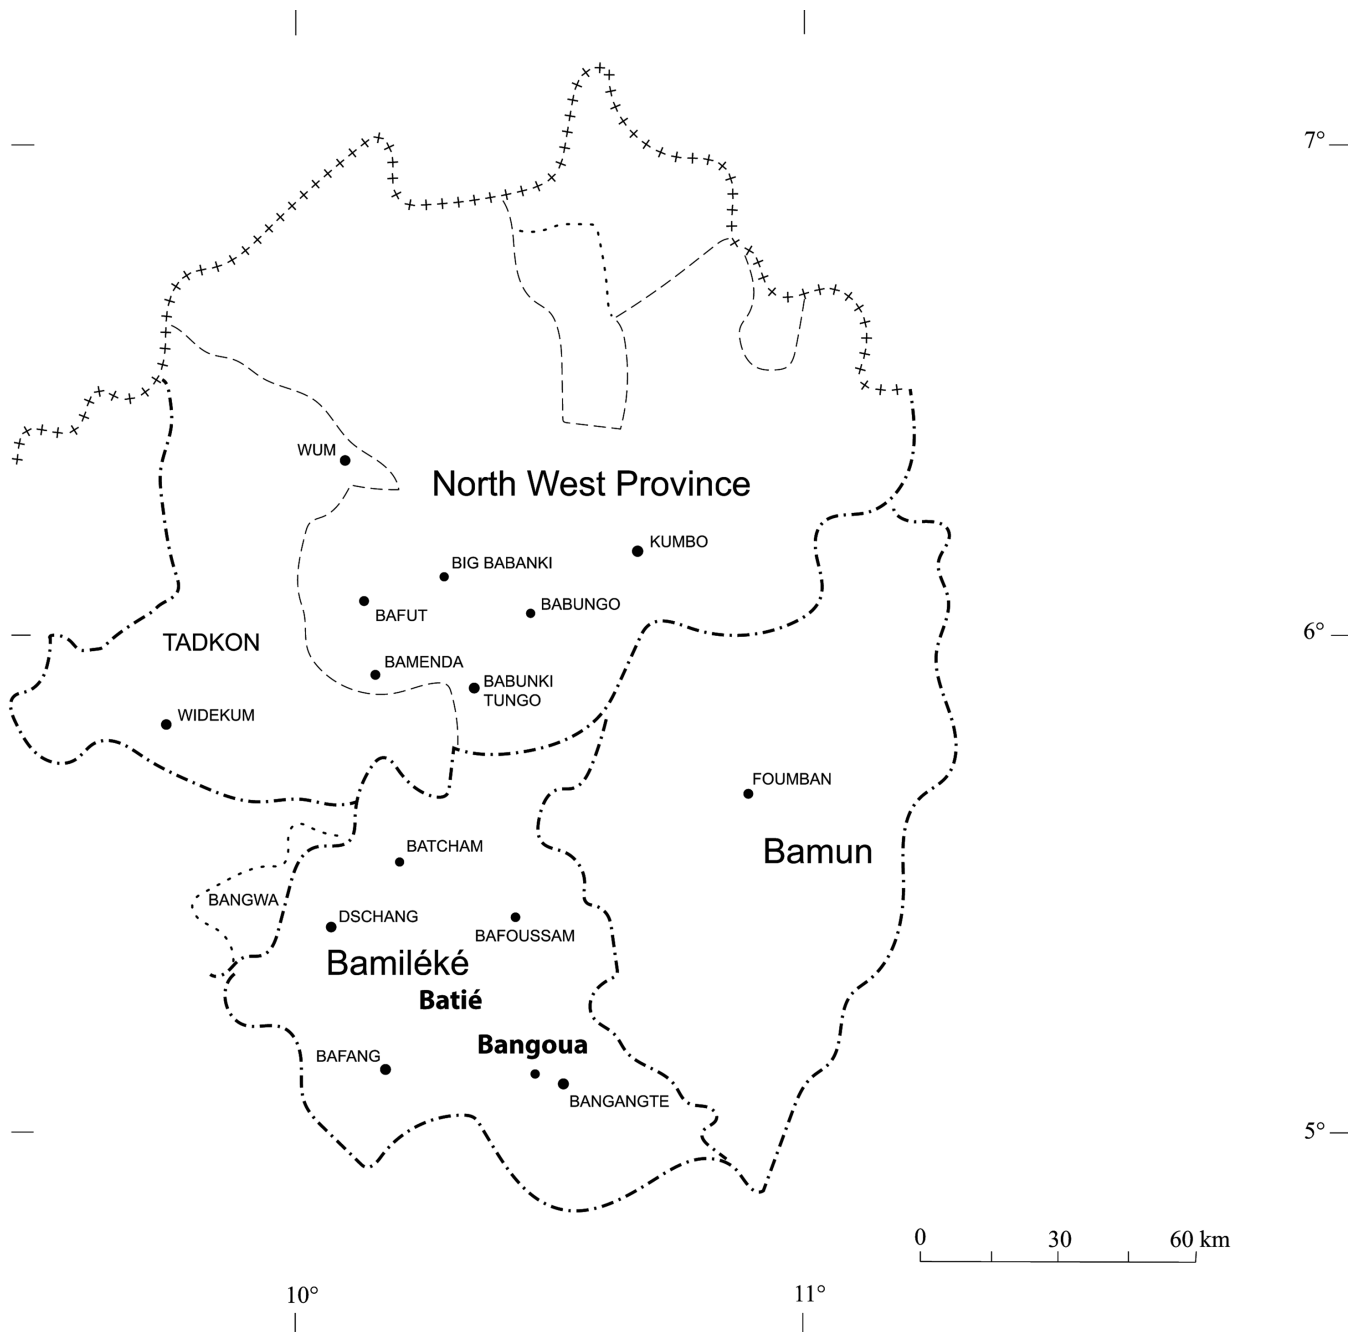 7°
WUM
North West Province
KUMBO
BIG BABANKI
BABUNGO
BAFUT
TADKON
6°
BAMENDA
BABUNKI
TUNGO
WIDEKUM
FOUMBAN
Bamun
BATCHAM
BANGWA
DSCHANG
BAFOUSSAM
Bamiléké
Batié
Bangoua
BAFANG
BANGANGTE
5°
0 30 60 km
10° 11°